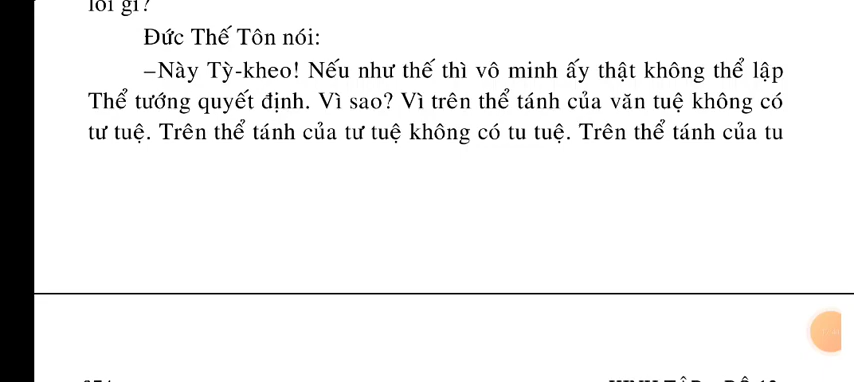 lỗi gì?
Đức Thế Tôn nói:
–Này Tỳ-kheo! Nếu như thế thì vô minh ấy thật không thể lập
Thể tướng quyết định. Vì sao? Vì trên thể tánh của văn tuệ không có
tư tuệ. Trên thể tánh của tư tuệ không có tu tuệ. Trên thể tánh của tu